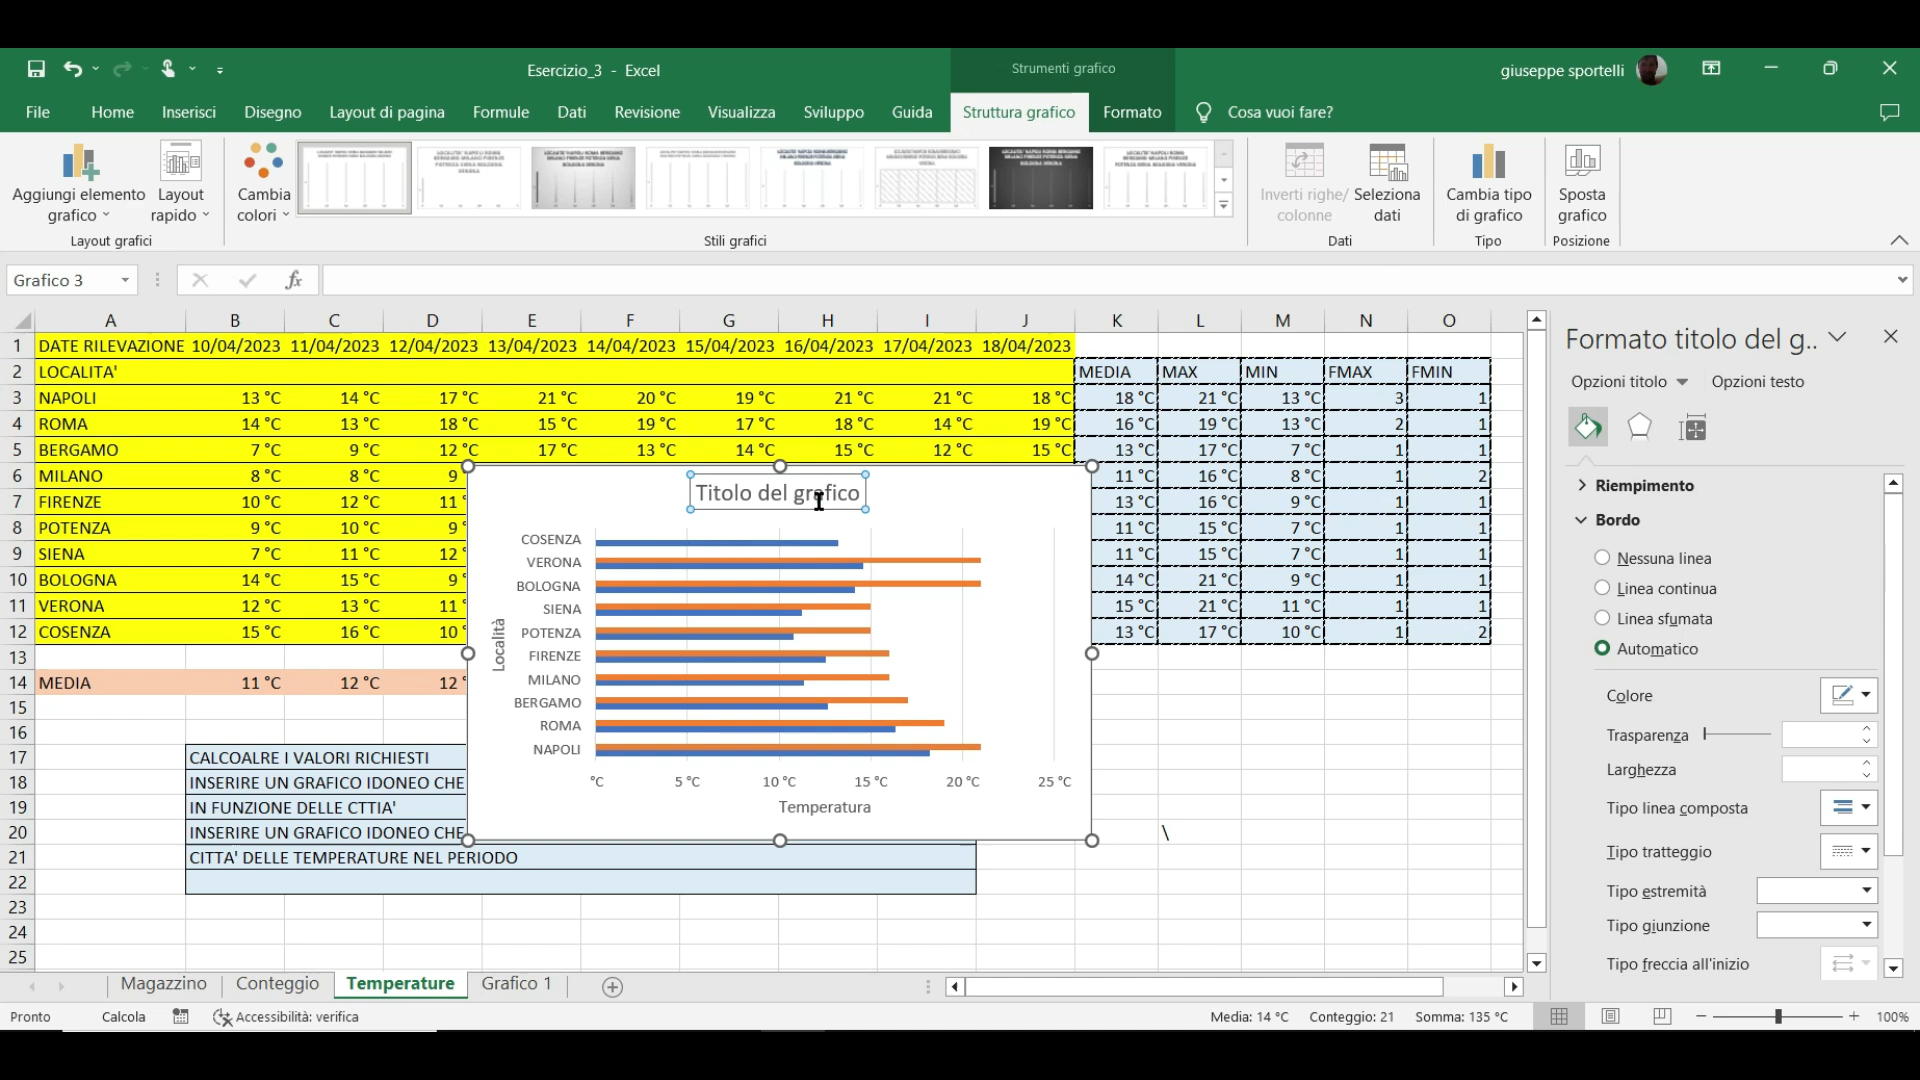 Esercizio_3 - Excel
Strumenti grafico
giuseppe sportelli
File Home Inserisci Disegno Layout di pagina Formule Dati Revisione Visualizza Sviluppo Guida Struttura grafico Formato Cosa vuoi fare?
Aggiungi elemento grafico
Layout rapido
Cambia colori
Inverti righe/ colonne
Seleziona dati
Cambia tipo di grafico
Sposta grafico
Layout grafici Stili grafici Dati Tipo Posizione
Grafico 3 fx
A B C D E F G H I J K L M N O
1 DATE RILEVAZIONE 10/04/2023 11/04/2023 12/04/2023 13/04/2023 14/04/2023 15/04/2023 16/04/2023 17/04/2023 18/04/2023
2 LOCALITA' MEDIA MAX MIN FMAX FMIN
3 NAPOLI 13 °C 14 °C 17 °C 21 °C 20 °C 19 °C 21 °C 21 °C 18 °C 18 °C 21 °C 13 °C 3 1
4 ROMA 14 °C 13 °C 18 °C 15 °C 19 °C 17 °C 18 °C 14 °C 19 °C 16 °C 19 °C 13 °C 2 1
5 BERGAMO 7 °C 9 °C 12 °C 17 °C 13 °C 14 °C 15 °C 12 °C 15 °C 13 °C 17 °C 7 °C 1 1
6 MILANO 8 °C 8 °C 9 11 °C 16 °C 8 °C 1 2
7 FIRENZE 10 °C 12 °C 11 13 °C 16 °C 9 °C 1 1
8 POTENZA 9 °C 10 °C 9 11 °C 15 °C 7 °C 1 1
9 SIENA 7 °C 11 °C 12 11 °C 15 °C 7 °C 1 1
10 BOLOGNA 14 °C 15 °C 9 14 °C 21 °C 9 °C 1 1
11 VERONA 12 °C 13 °C 11 15 °C 21 °C 11 °C 1 1
12 COSENZA 15 °C 16 °C 10 13 °C 17 °C 10 °C 1 2
13
14 MEDIA 11 °C 12 °C 12
15
16
17 CALCOALRE I VALORI RICHIESTI
18 INSERIRE UN GRAFICO IDONEO CHE
19 IN FUNZIONE DELLE CTTIA'
20 INSERIRE UN GRAFICO IDONEO CHE \
21 CITTA' DELLE TEMPERATURE NEL PERIODO
22
23
24
25
Titolo del grafico
COSENZA
VERONA
BOLOGNA
SIENA
POTENZA
FIRENZE
MILANO
BERGAMO
ROMA
NAPOLI
Località
°C 5 °C 10 °C 15 °C 20 °C 25 °C
Temperatura
Formato titolo del g..
Opzioni titolo Opzioni testo
Riempimento
Bordo
Nessuna linea
Linea continua
Linea sfumata
Automatico
Colore
Trasparenza
Larghezza
Tipo linea composta
Tipo tratteggio
Tipo estremità
Tipo giunzione
Tipo freccia all'inizio
Magazzino Conteggio Temperature Grafico 1
Pronto Calcola Accessibilità: verifica Media: 14 °C Conteggio: 21 Somma: 135 °C 100%